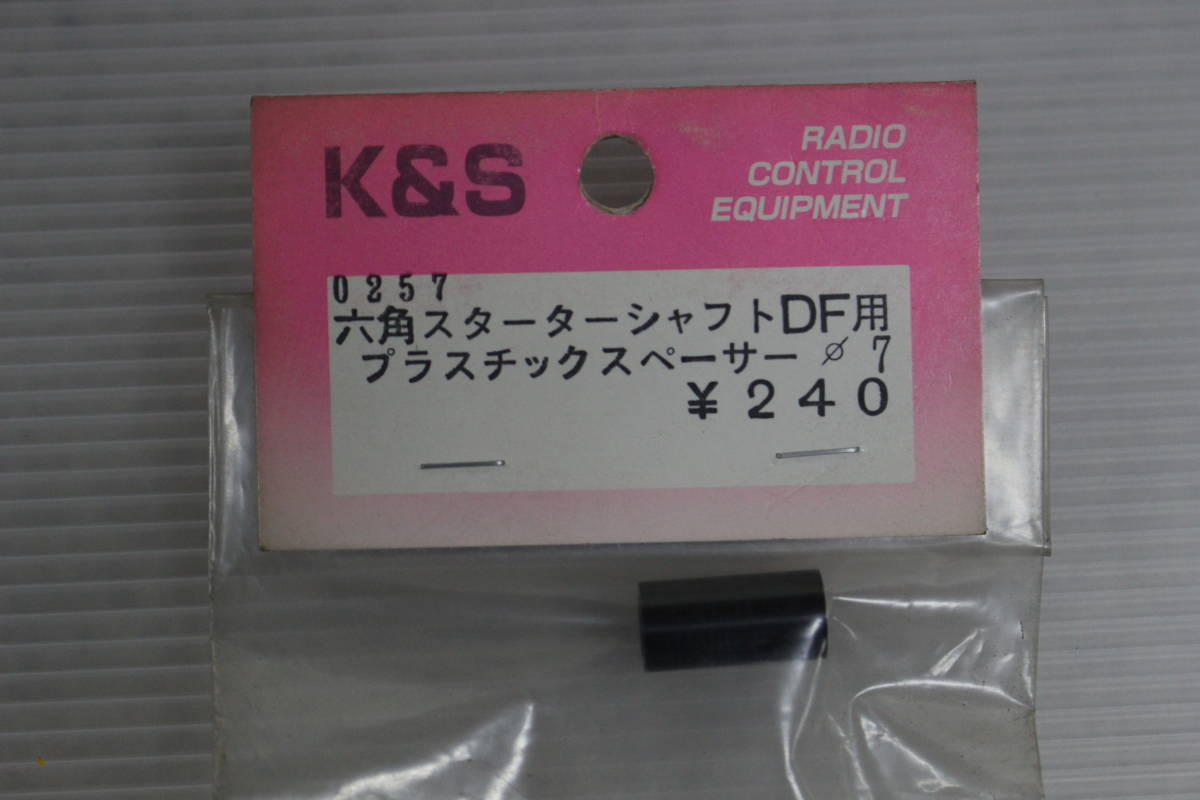 K&S
RADIO
CONTROL
EQUIPMENT
0257
六角スターターシャフトDF用
プラスチックスペーサー ø7
¥240